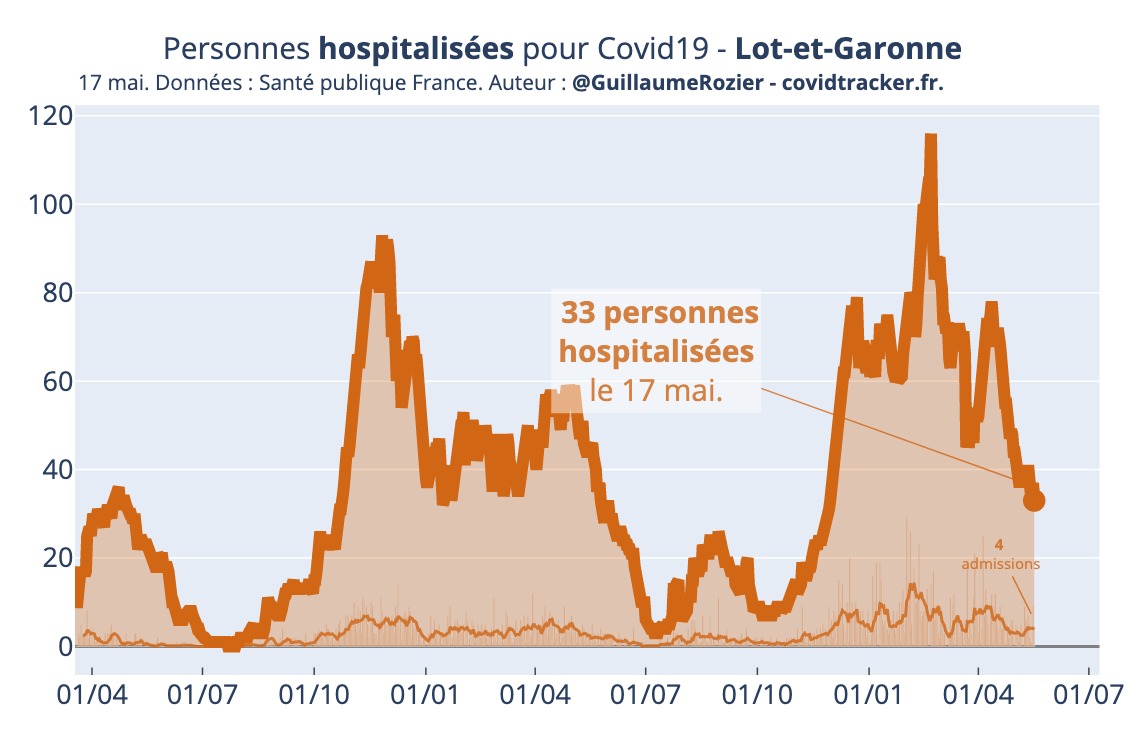 Personnes hospitalisées pour Covid19 - Lot-et-Garonne
17 mai. Données : Santé publique France. Auteur : @GuillaumeRozier - covidtracker.fr.
120
100
80
60
40
20
0
33 personnes
hospitalisées
le 17 mai.
4
admissions
01/04 01/07 01/10 01/01 01/04 01/07 01/10 01/01 01/04 01/07